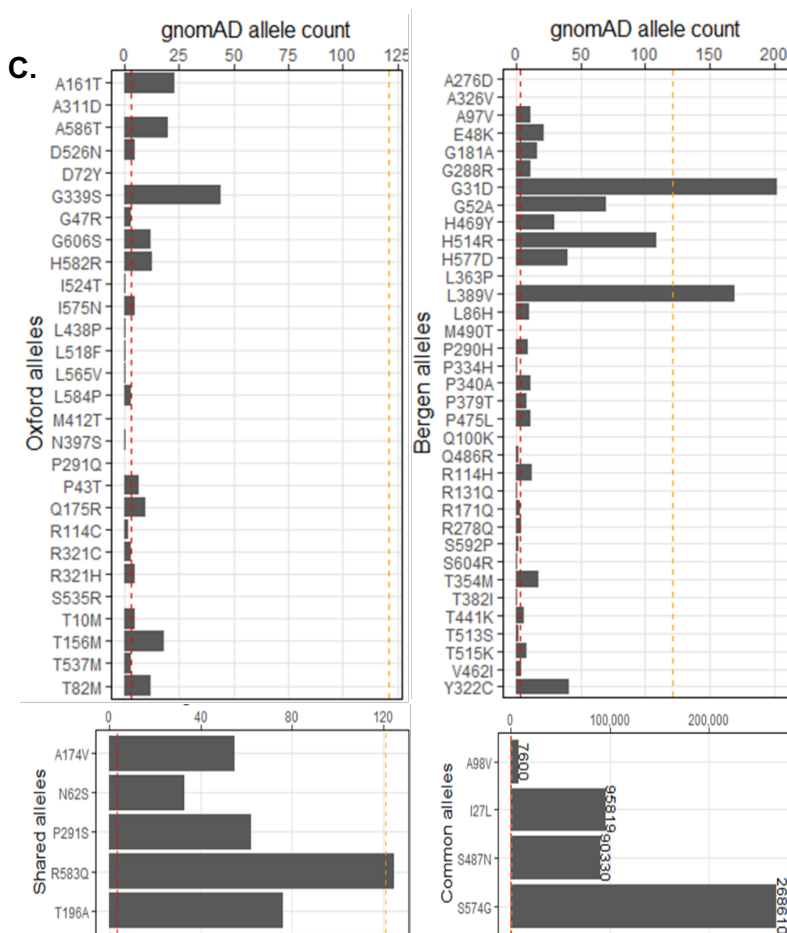 C.
gnomAD allele count
0 25 50 75 100 125
Oxford alleles
A161T
A311D
A586T
D526N
D72Y
G339S
G47R
G606S
H582R
I524T
I575N
L438P
L518F
L565V
L584P
M412T
N397S
P291Q
P43T
Q175R
R114C
R321C
R321H
S535R
T10M
T156M
T537M
T82M
gnomAD allele count
0 50 100 150 200
Bergen alleles
A276D
A326V
A97V
E48K
G181A
G288R
G31D
G52A
H469Y
H514R
H577D
L363P
L389V
L86H
M490T
P290H
P334H
P340A
P379T
P475L
Q100K
Q486R
R114H
R131Q
R171Q
R278Q
S592P
S604R
T354M
T382I
T441K
T513S
T515K
V462I
Y322C
0 40 80 120
Shared alleles
A174V
N62S
P291S
R583Q
T196A
0 100,000 200,000
Common alleles
A98V 7600
I27L 95819
S487N 90330
S574G 268610